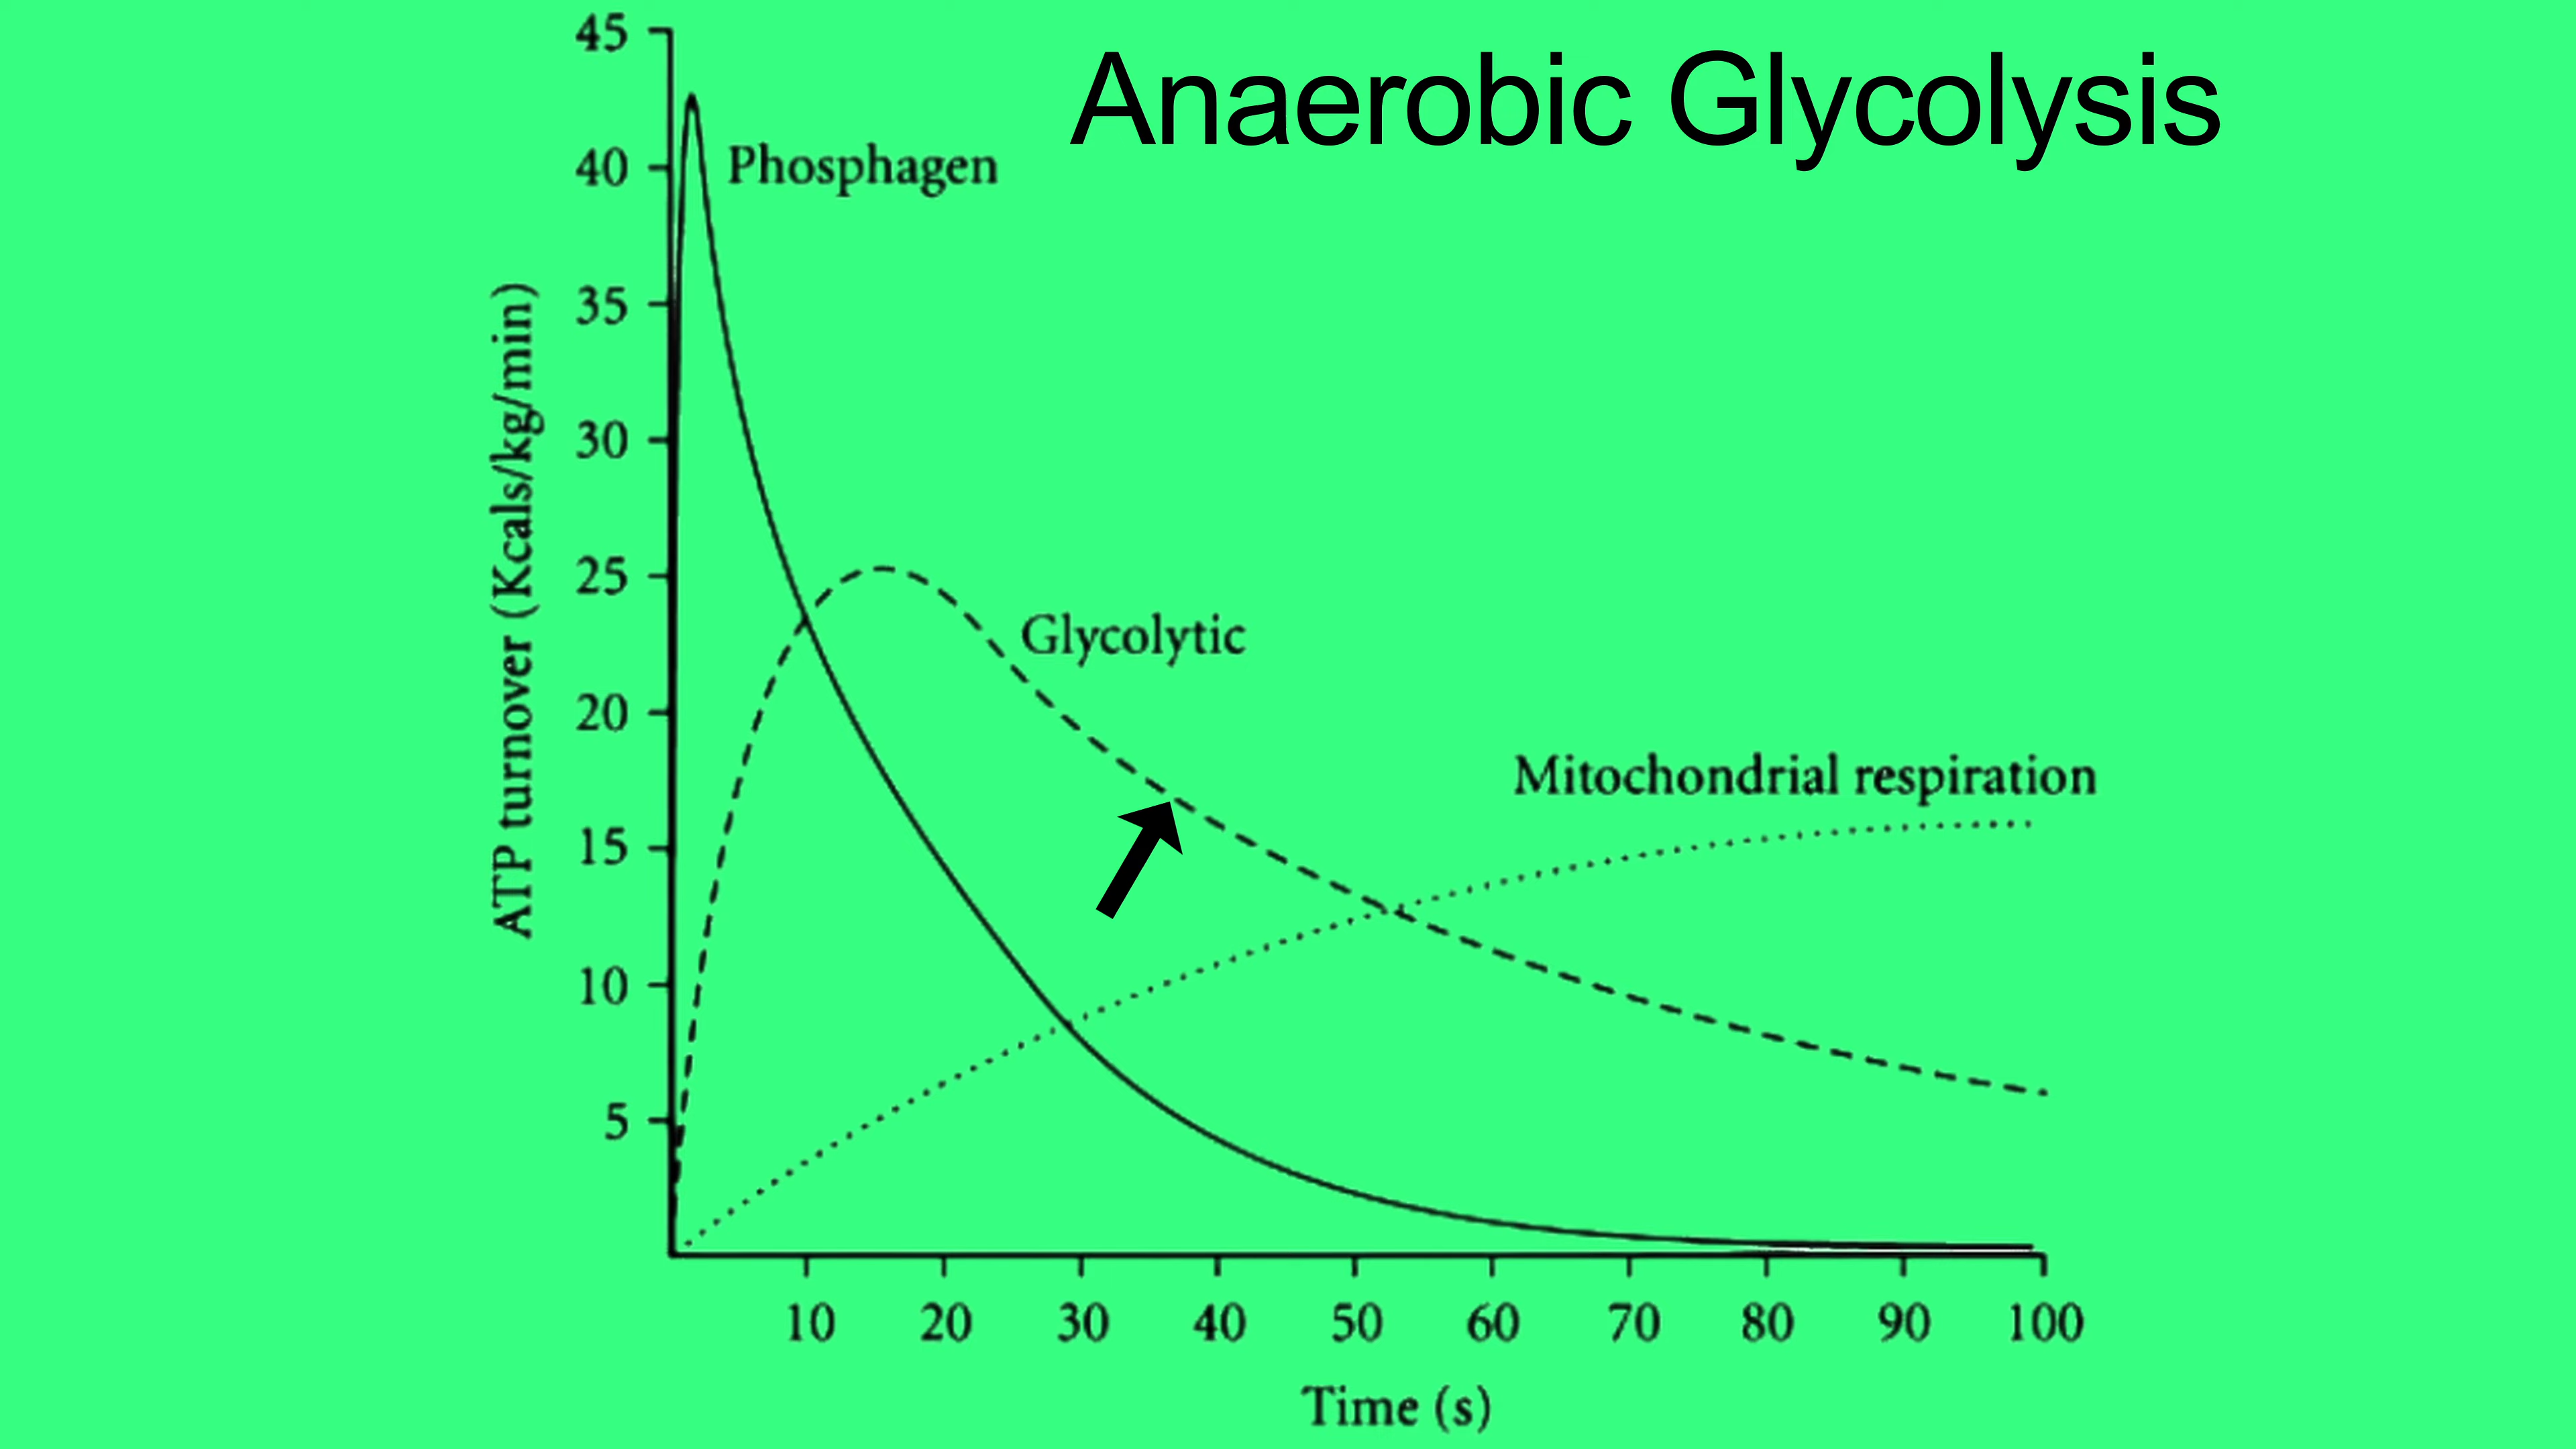 Anaerobic Glycolysis
45
40
35
30
25
20
15
10
5
ATP turnover (Kcals/kg/min)
Phosphagen
Glycolytic
Mitochondrial respiration
10 20 30 40 50 60 70 80 90 100
Time (s)